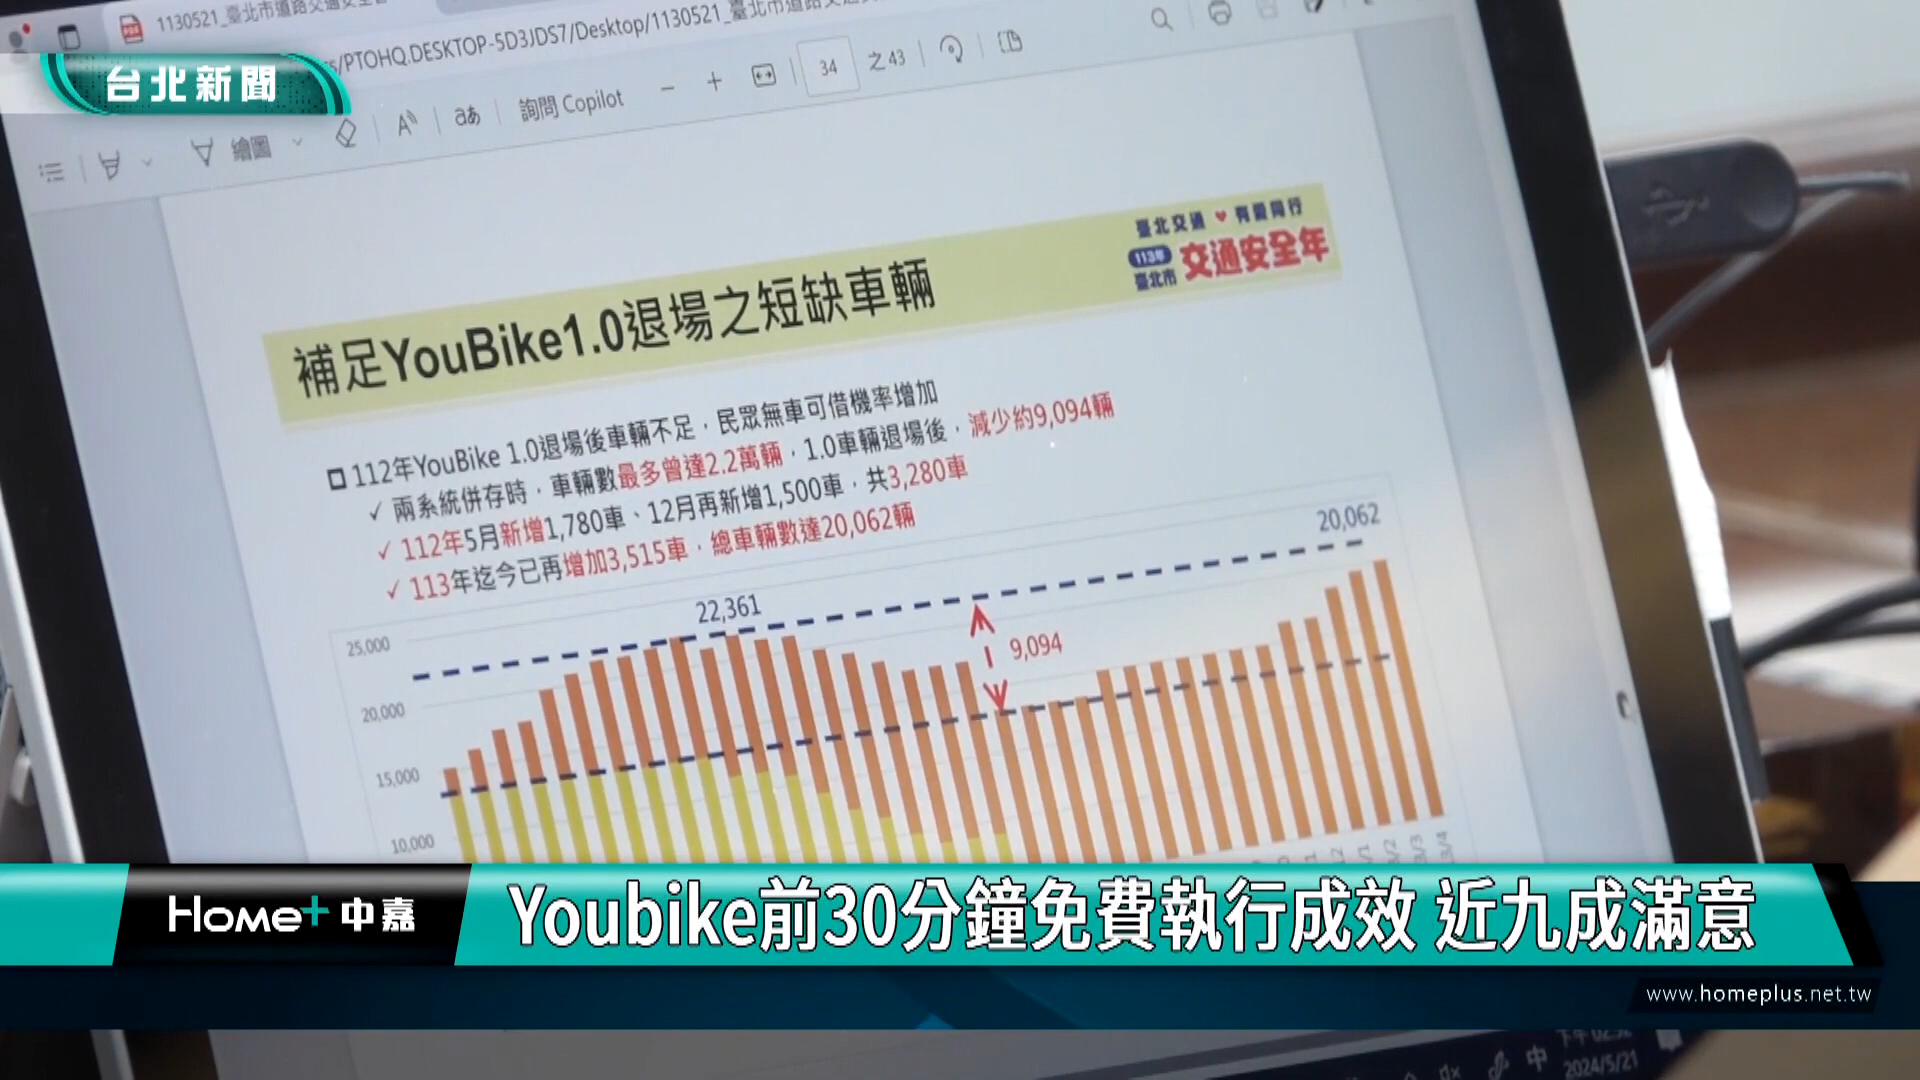 1130521_臺北市道路交通安全
/PTOHQ.DESKTOP-5D3JDS7/Desktop/1130521_臺北市道路交
台北新聞
繪圖
詢問 Copilot
34
之43
臺北交通 ♥ 有愛同行
113年
臺北市
交通安全年
補足YouBike1.0退場之短缺車輛
112年YouBike 1.0退場後車輛不足，民眾無車可借機率增加
✓ 兩系統併存時，車輛數最多曾達2.2萬輛，1.0車輛退場後，減少約9,094輛
✓ 112年5月新增1,780車、12月再新增1,500車，共3,280車
✓ 113年迄今已再增加3,515車，總車輛數達20,062輛
20,062
22,361
9,094
25,000
20,000
15,000
10,000
Home+ 中嘉
Youbike前30分鐘免費執行成效 近九成滿意
www.homeplus.net.tw
中
2024/5/21